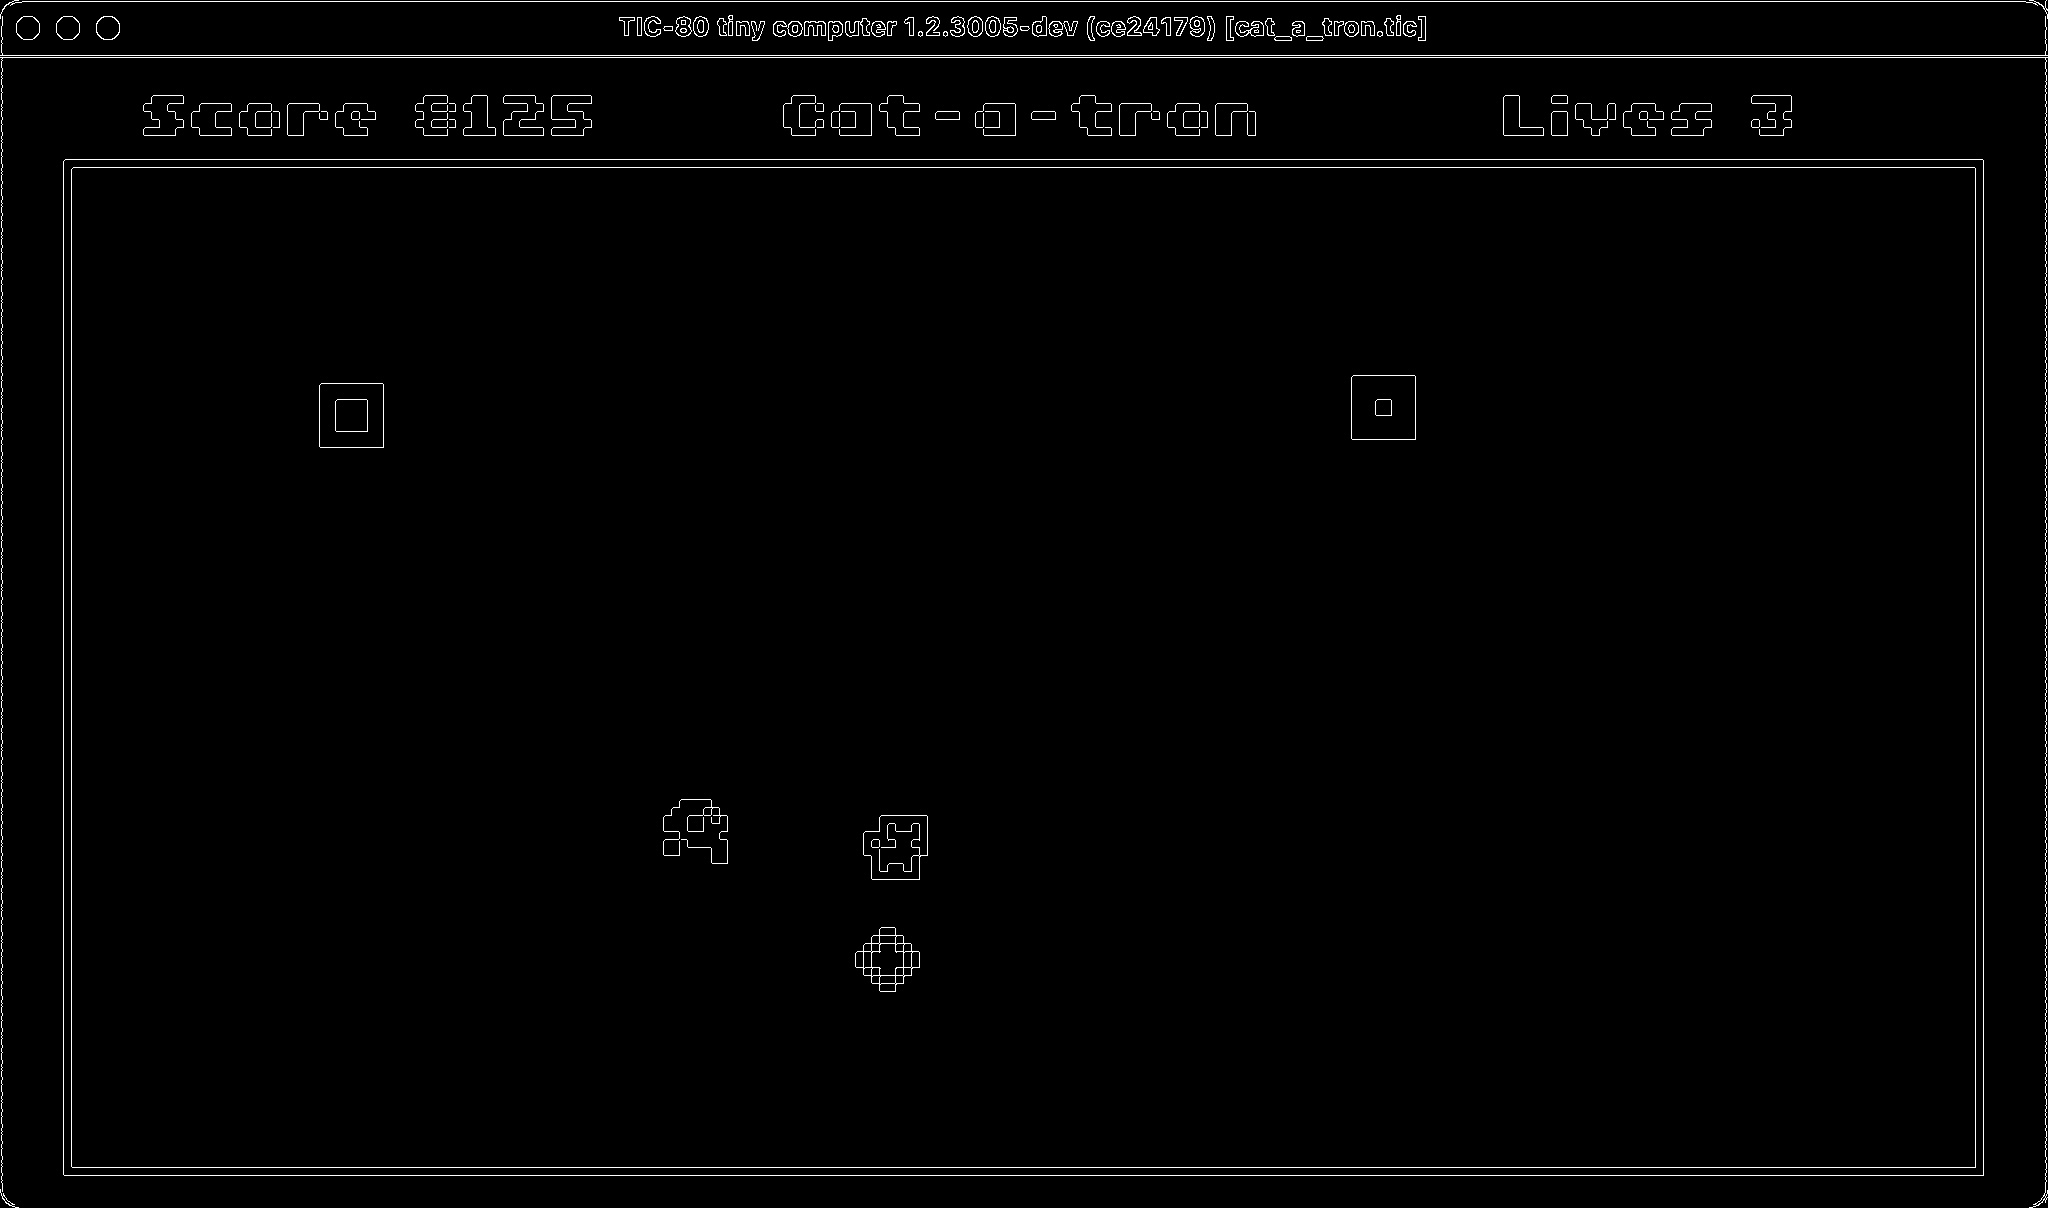 TIC-80 tiny computer 1.2.3005-dev (ce24179) [cat_a_tron.tic]
Score 8125 Cat-a-tron Lives 3